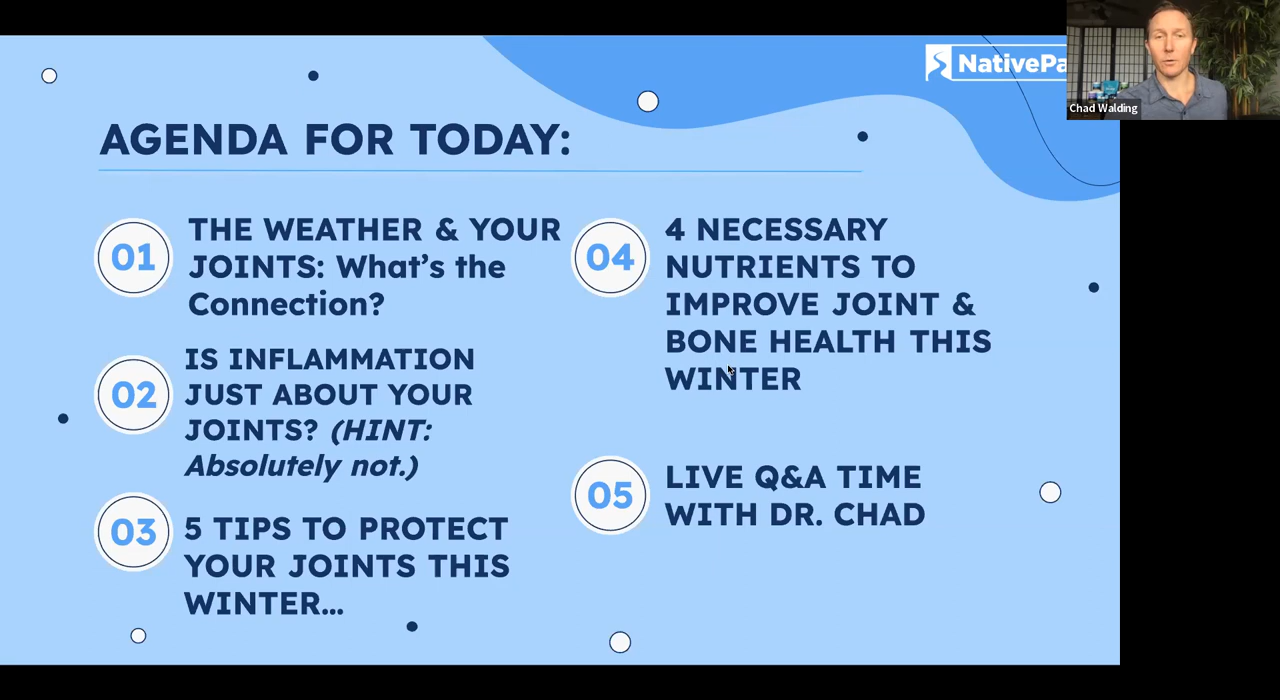 NativePa
Chad Walding
AGENDA FOR TODAY:
01
THE WEATHER & YOUR
JOINTS: What's the
Connection?
02
IS INFLAMMATION
JUST ABOUT YOUR
JOINTS? (HINT:
Absolutely not.)
03
5 TIPS TO PROTECT
YOUR JOINTS THIS
WINTER...
04
4 NECESSARY
NUTRIENTS TO
IMPROVE JOINT &
BONE HEALTH THIS
WINTER
05
LIVE Q&A TIME
WITH DR. CHAD